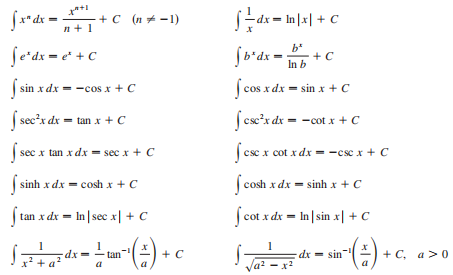 ∫ xⁿ dx = xⁿ⁺¹/(n + 1) + C (n ≠ −1) ∫ 1/x dx = ln|x| + C
∫ eˣ dx = eˣ + C ∫ bˣ dx = bˣ/ln b + C
∫ sin x dx = −cos x + C ∫ cos x dx = sin x + C
∫ sec²x dx = tan x + C ∫ csc²x dx = −cot x + C
∫ sec x tan x dx = sec x + C ∫ csc x cot x dx = −csc x + C
∫ sinh x dx = cosh x + C ∫ cosh x dx = sinh x + C
∫ tan x dx = ln|sec x| + C ∫ cot x dx = ln|sin x| + C
∫ 1/(x² + a²) dx = 1/a tan⁻¹(x/a) + C ∫ 1/√(a² − x²) dx = sin⁻¹(x/a) + C, a > 0